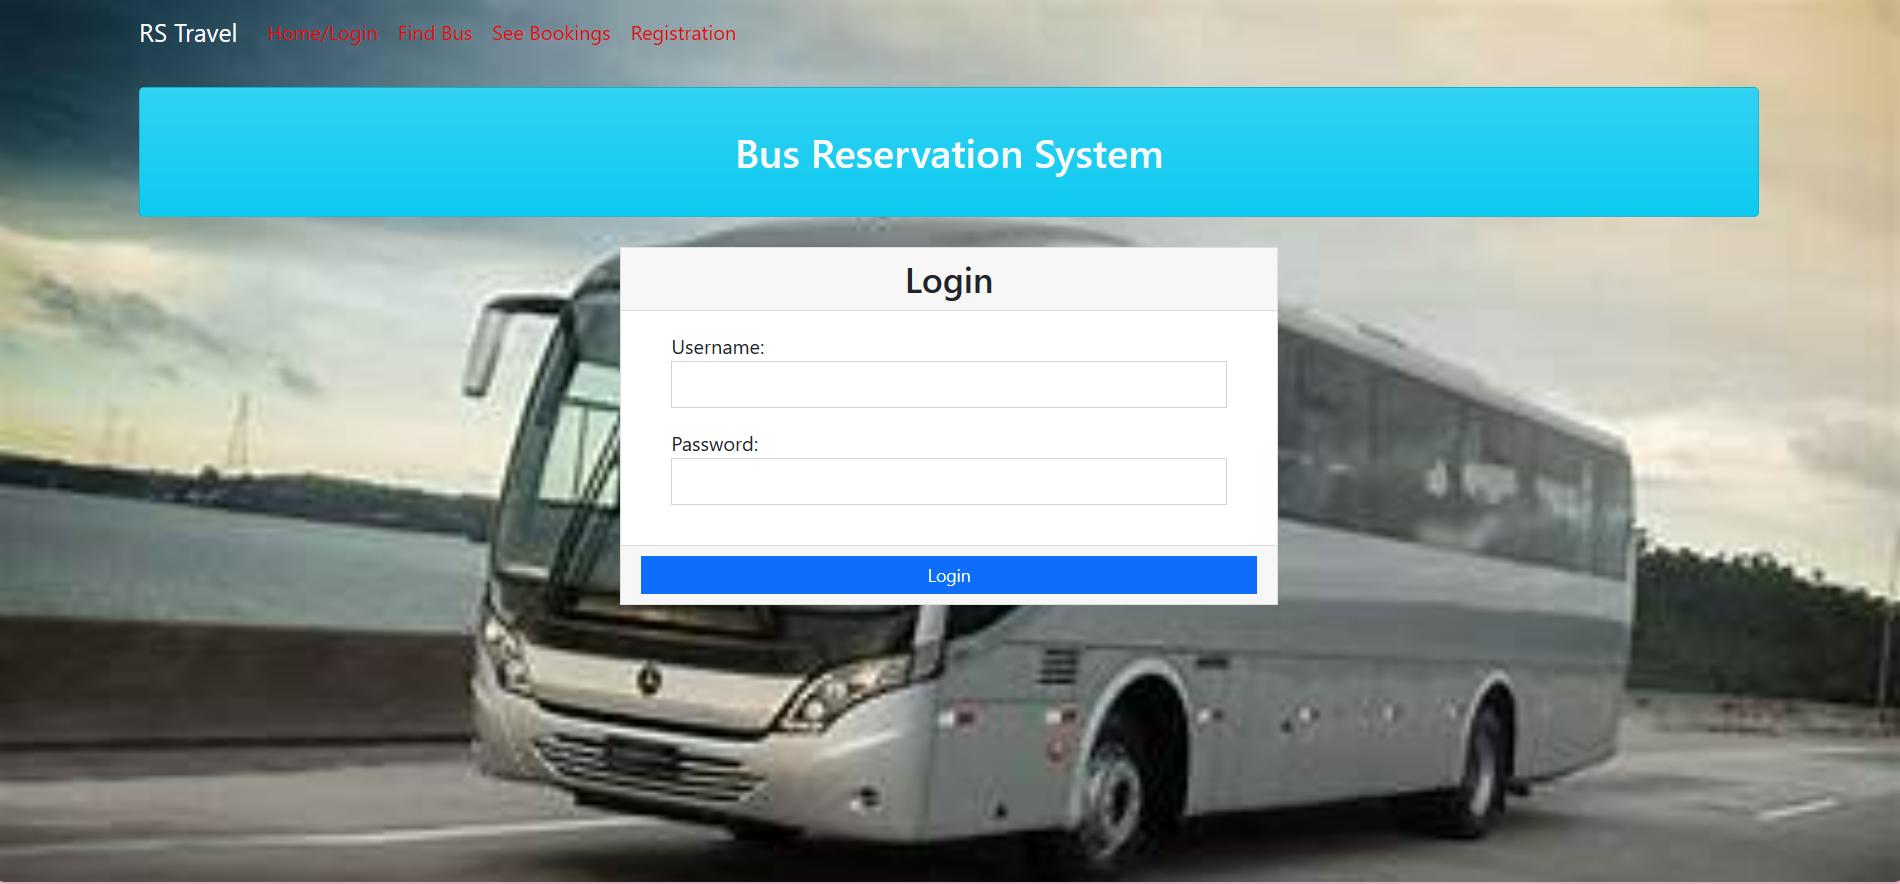 RS Travel Home/Login Find Bus See Bookings Registration
Bus Reservation System
Login
Username:
Password:
Login